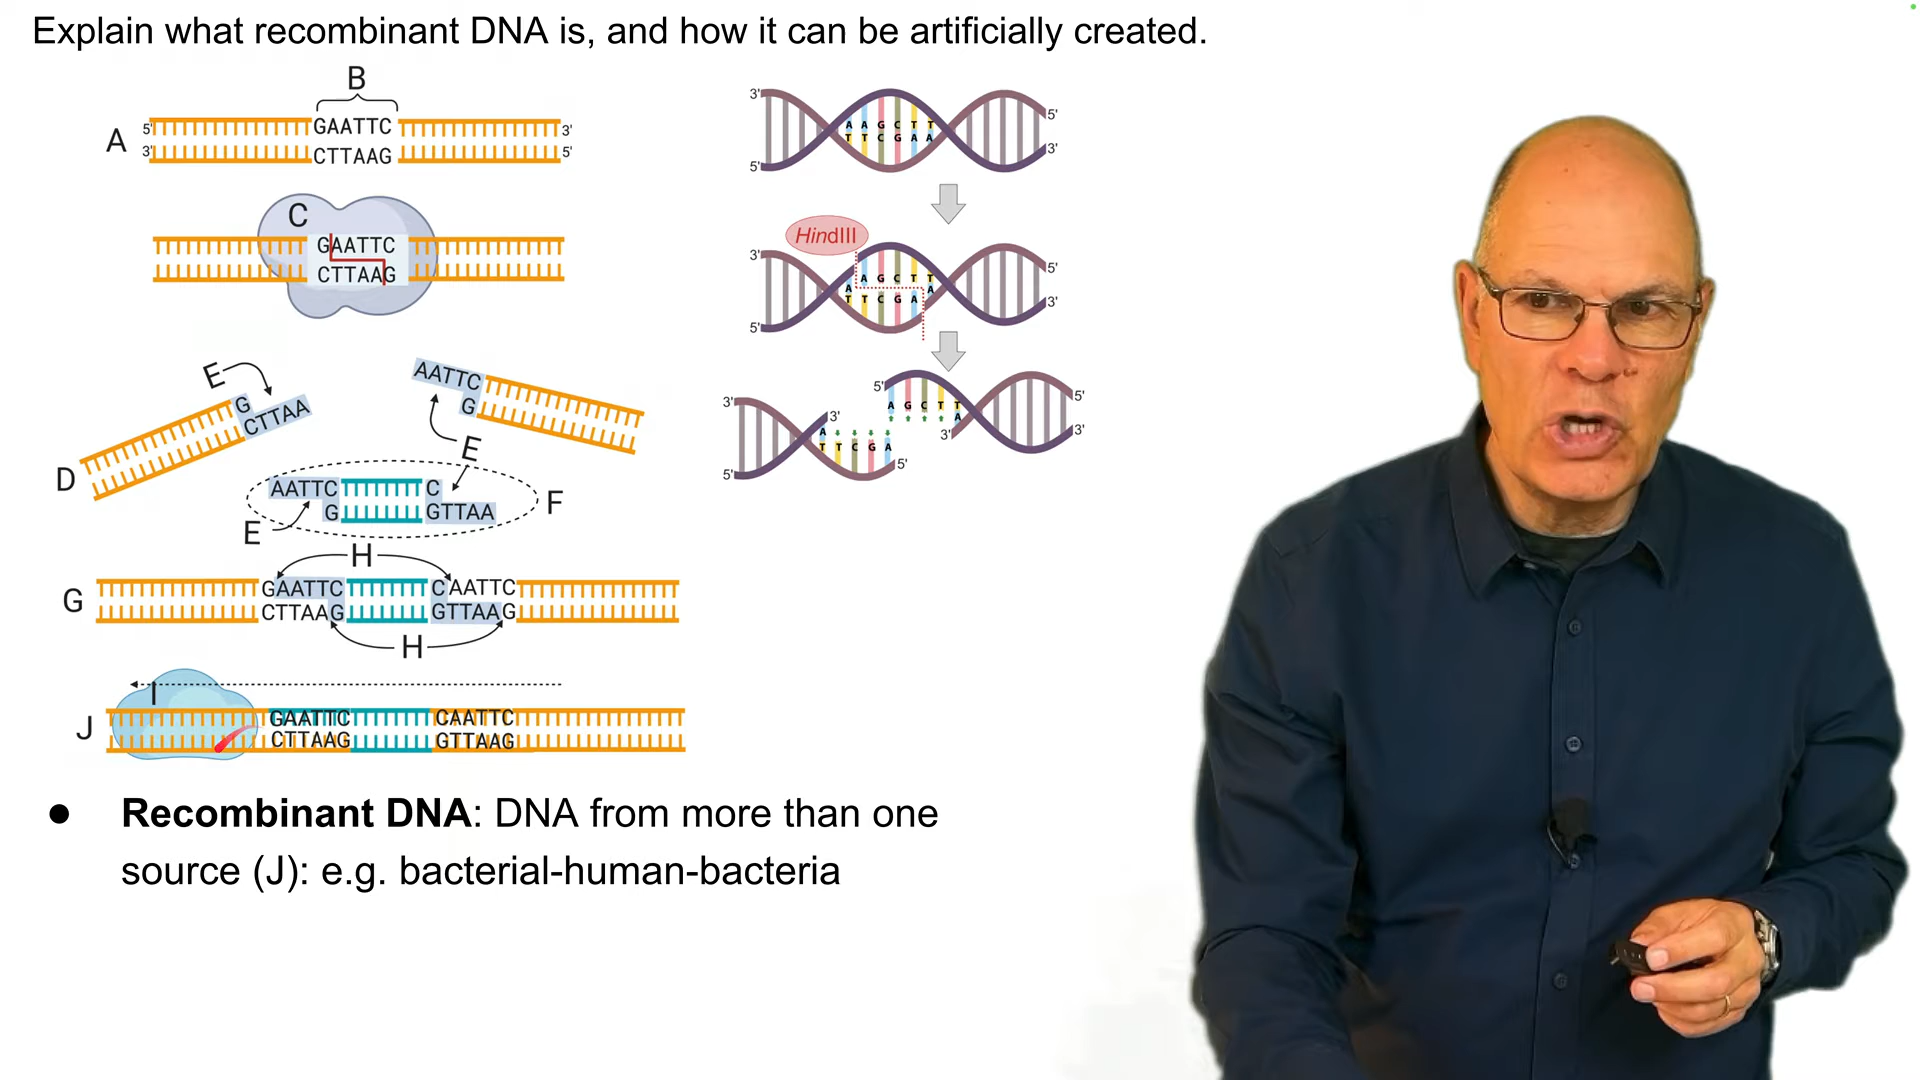 Explain what recombinant DNA is, and how it can be artificially created.
B
A
5' GAATTC 3'
3' CTTAAG 5'
C
GAATTC
CTTAAG
E
G
CTTAA
D
AATTC
G
E
AATTC C
G GTTAA
F
E
H
G
GAATTC CAATTC
CTTAAG GTTAAG
H
I
J
GAATTC CAATTC
CTTAAG GTTAAG
3' 5'
A A G C T T
T T C G A A
5' 3'
HindIII
3' 5'
A G C T T
A A
T T C G A
5' 3'
5' 5'
3' 3'
A G C T T
A
A 3' 3'
T T C G A
5' 5'
● Recombinant DNA: DNA from more than one
source (J): e.g. bacterial-human-bacteria